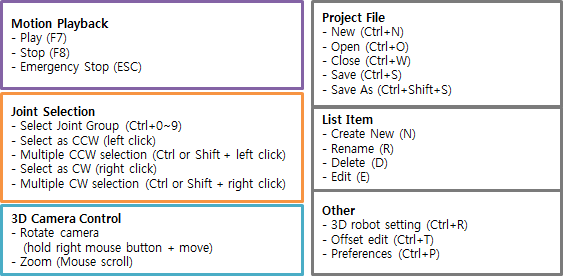 Motion Playback
- Play (F7)
- Stop (F8)
- Emergency Stop (ESC)
Joint Selection
- Select Joint Group (Ctrl+0~9)
- Select as CCW (left click)
- Multiple CCW selection (Ctrl or Shift + left click)
- Select as CW (right click)
- Multiple CW selection (Ctrl or Shift + right click)
3D Camera Control
- Rotate camera
(hold right mouse button + move)
- Zoom (Mouse scroll)
Project File
- New (Ctrl+N)
- Open (Ctrl+O)
- Close (Ctrl+W)
- Save (Ctrl+S)
- Save As (Ctrl+Shift+S)
List Item
- Create New (N)
- Rename (R)
- Delete (D)
- Edit (E)
Other
- 3D robot setting (Ctrl+R)
- Offset edit (Ctrl+T)
- Preferences (Ctrl+P)